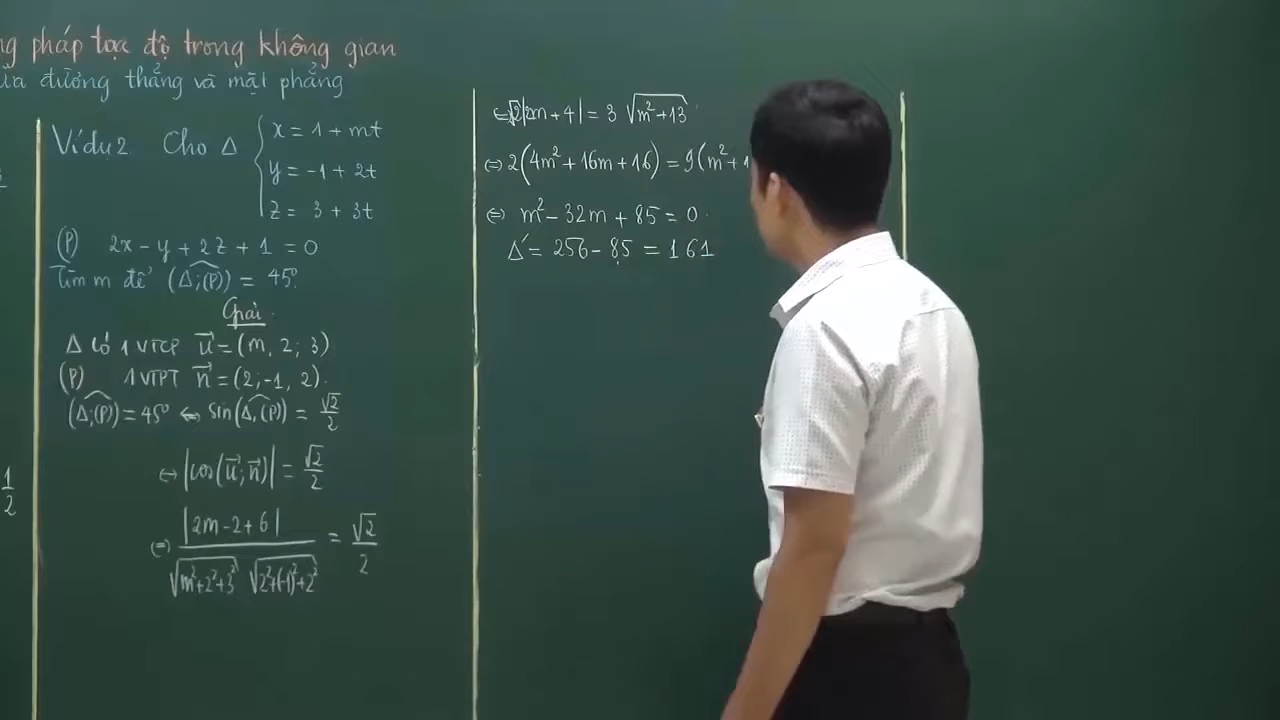 pháp tọa độ trong không gian
đường thẳng và mặt phẳng
Ví dụ 2. Cho Δ { x = 1 + mt
y = -1 + 2t
z = 3 + 3t
(P) 2x - y + 2z + 1 = 0
Tìm m để (Δ;(P)) = 45°.
Giải
Δ có 1 VTCP u⃗ = (m, 2; 3)
(P) 1 VTPT n⃗ = (2; -1, 2).
(Δ;(P)) = 45° ⇔ sin(Δ,(P)) = √2/2
⇔ |cos(u⃗;n⃗)| = √2/2
⇔ |2m - 2 + 6| / (√(m²+2²+3²) √(2²+(-1)²+2²)) = √2/2
1/2
⇔ √2|2m + 4| = 3 √(m² + 13)
⇔ 2(4m² + 16m + 16) = 9(m² + 1
⇔ m² - 32m + 85 = 0.
Δ' = 256 - 85 = 161